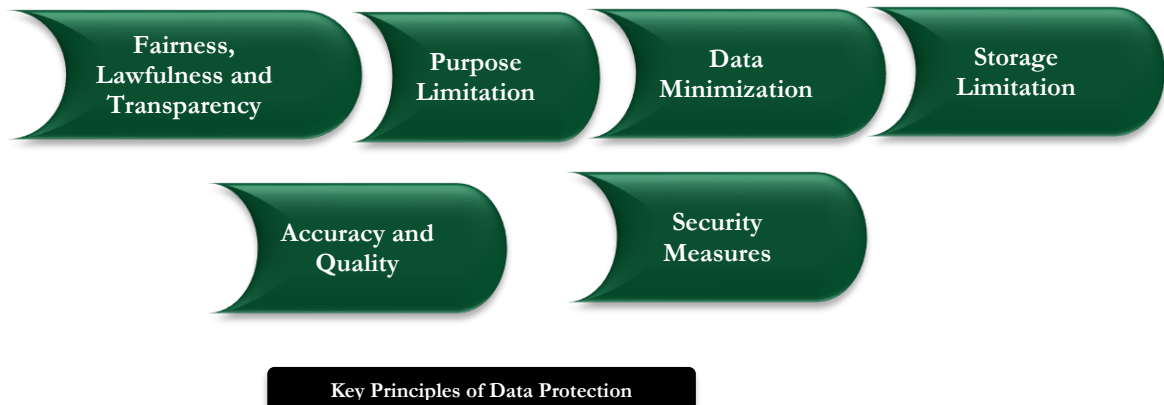 Fairness,
Lawfulness and
Transparency
Purpose
Limitation
Data
Minimization
Storage
Limitation
Accuracy and
Quality
Security
Measures
Key Principles of Data Protection